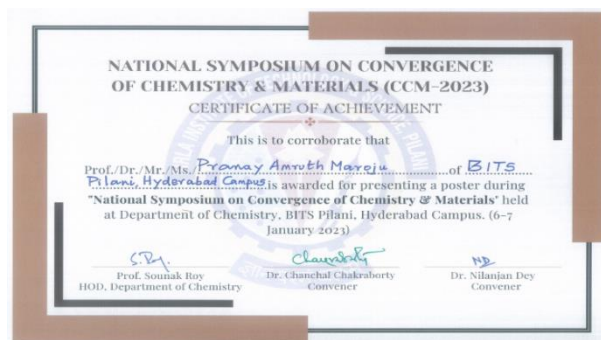 NATIONAL SYMPOSIUM ON CONVERGENCE
OF CHEMISTRY & MATERIALS (CCM-2023)
CERTIFICATE OF ACHIEVEMENT
This is to corroborate that
Prof./Dr./Mr./Ms. Pranay Amruth Maroju of BITS
Pilani, Hyderabad Campus is awarded for presenting a poster during
"National Symposium on Convergence of Chemistry & Materials" held
at Department of Chemistry, BITS Pilani, Hyderabad Campus. (6-7
January 2023)
S. Roy
Chakraborty
ND
Prof. Sounak Roy
HOD, Department of Chemistry
Dr. Chanchal Chakraborty
Convener
Dr. Nilanjan Dey
Convener